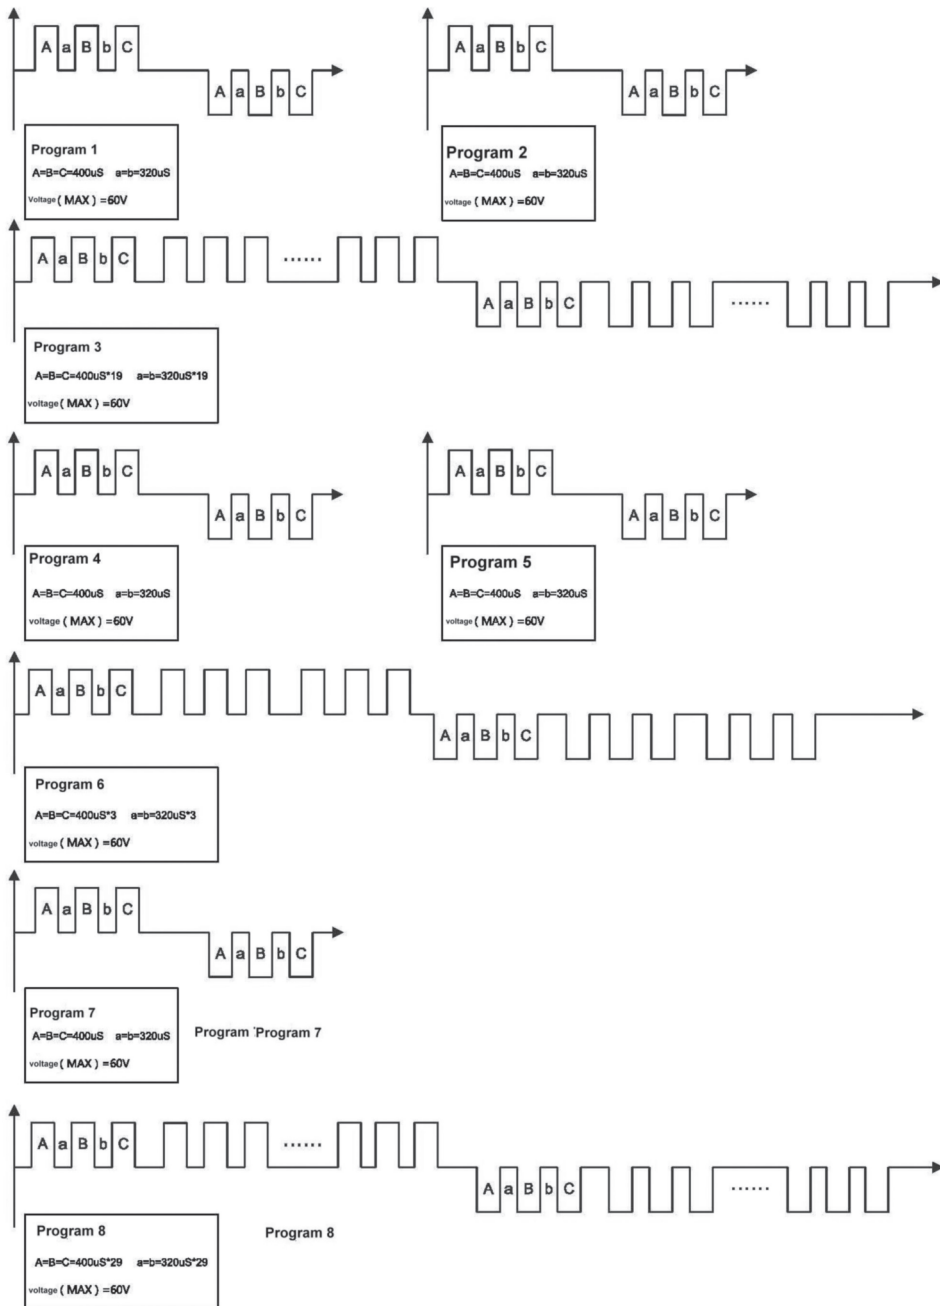 A a B b C
A a B b C
A a B b C
A a B b C
Program 1
A=B=C=400uS a=b=320uS
Voltage ( MAX ) =60V
Program 2
A=B=C=400uS a=b=320uS
voltage ( MAX ) =60V
A a B b C
......
A a B b C
......
Program 3
A=B=C=400uS*19 a=b=320uS*19
voltage ( MAX ) =60V
A a B b C
A a B b C
A a B b C
A a B b C
Program 4
A=B=C=400uS a=b=320uS
voltage ( MAX ) =60V
Program 5
A=B=C=400uS a=b=320uS
voltage ( MAX ) =60V
A a B b C
A a B b C
Program 6
A=B=C=400uS*3 a=b=320uS*3
voltage ( MAX ) =60V
A a B b C
A a B b C
Program 7
A=B=C=400uS a=b=320uS
voltage ( MAX ) =60V
Program Program 7
A a B b C
......
A a B b C
......
Program 8
A=B=C=400uS*29 a=b=320uS*29
voltage ( MAX ) =60V
Program 8